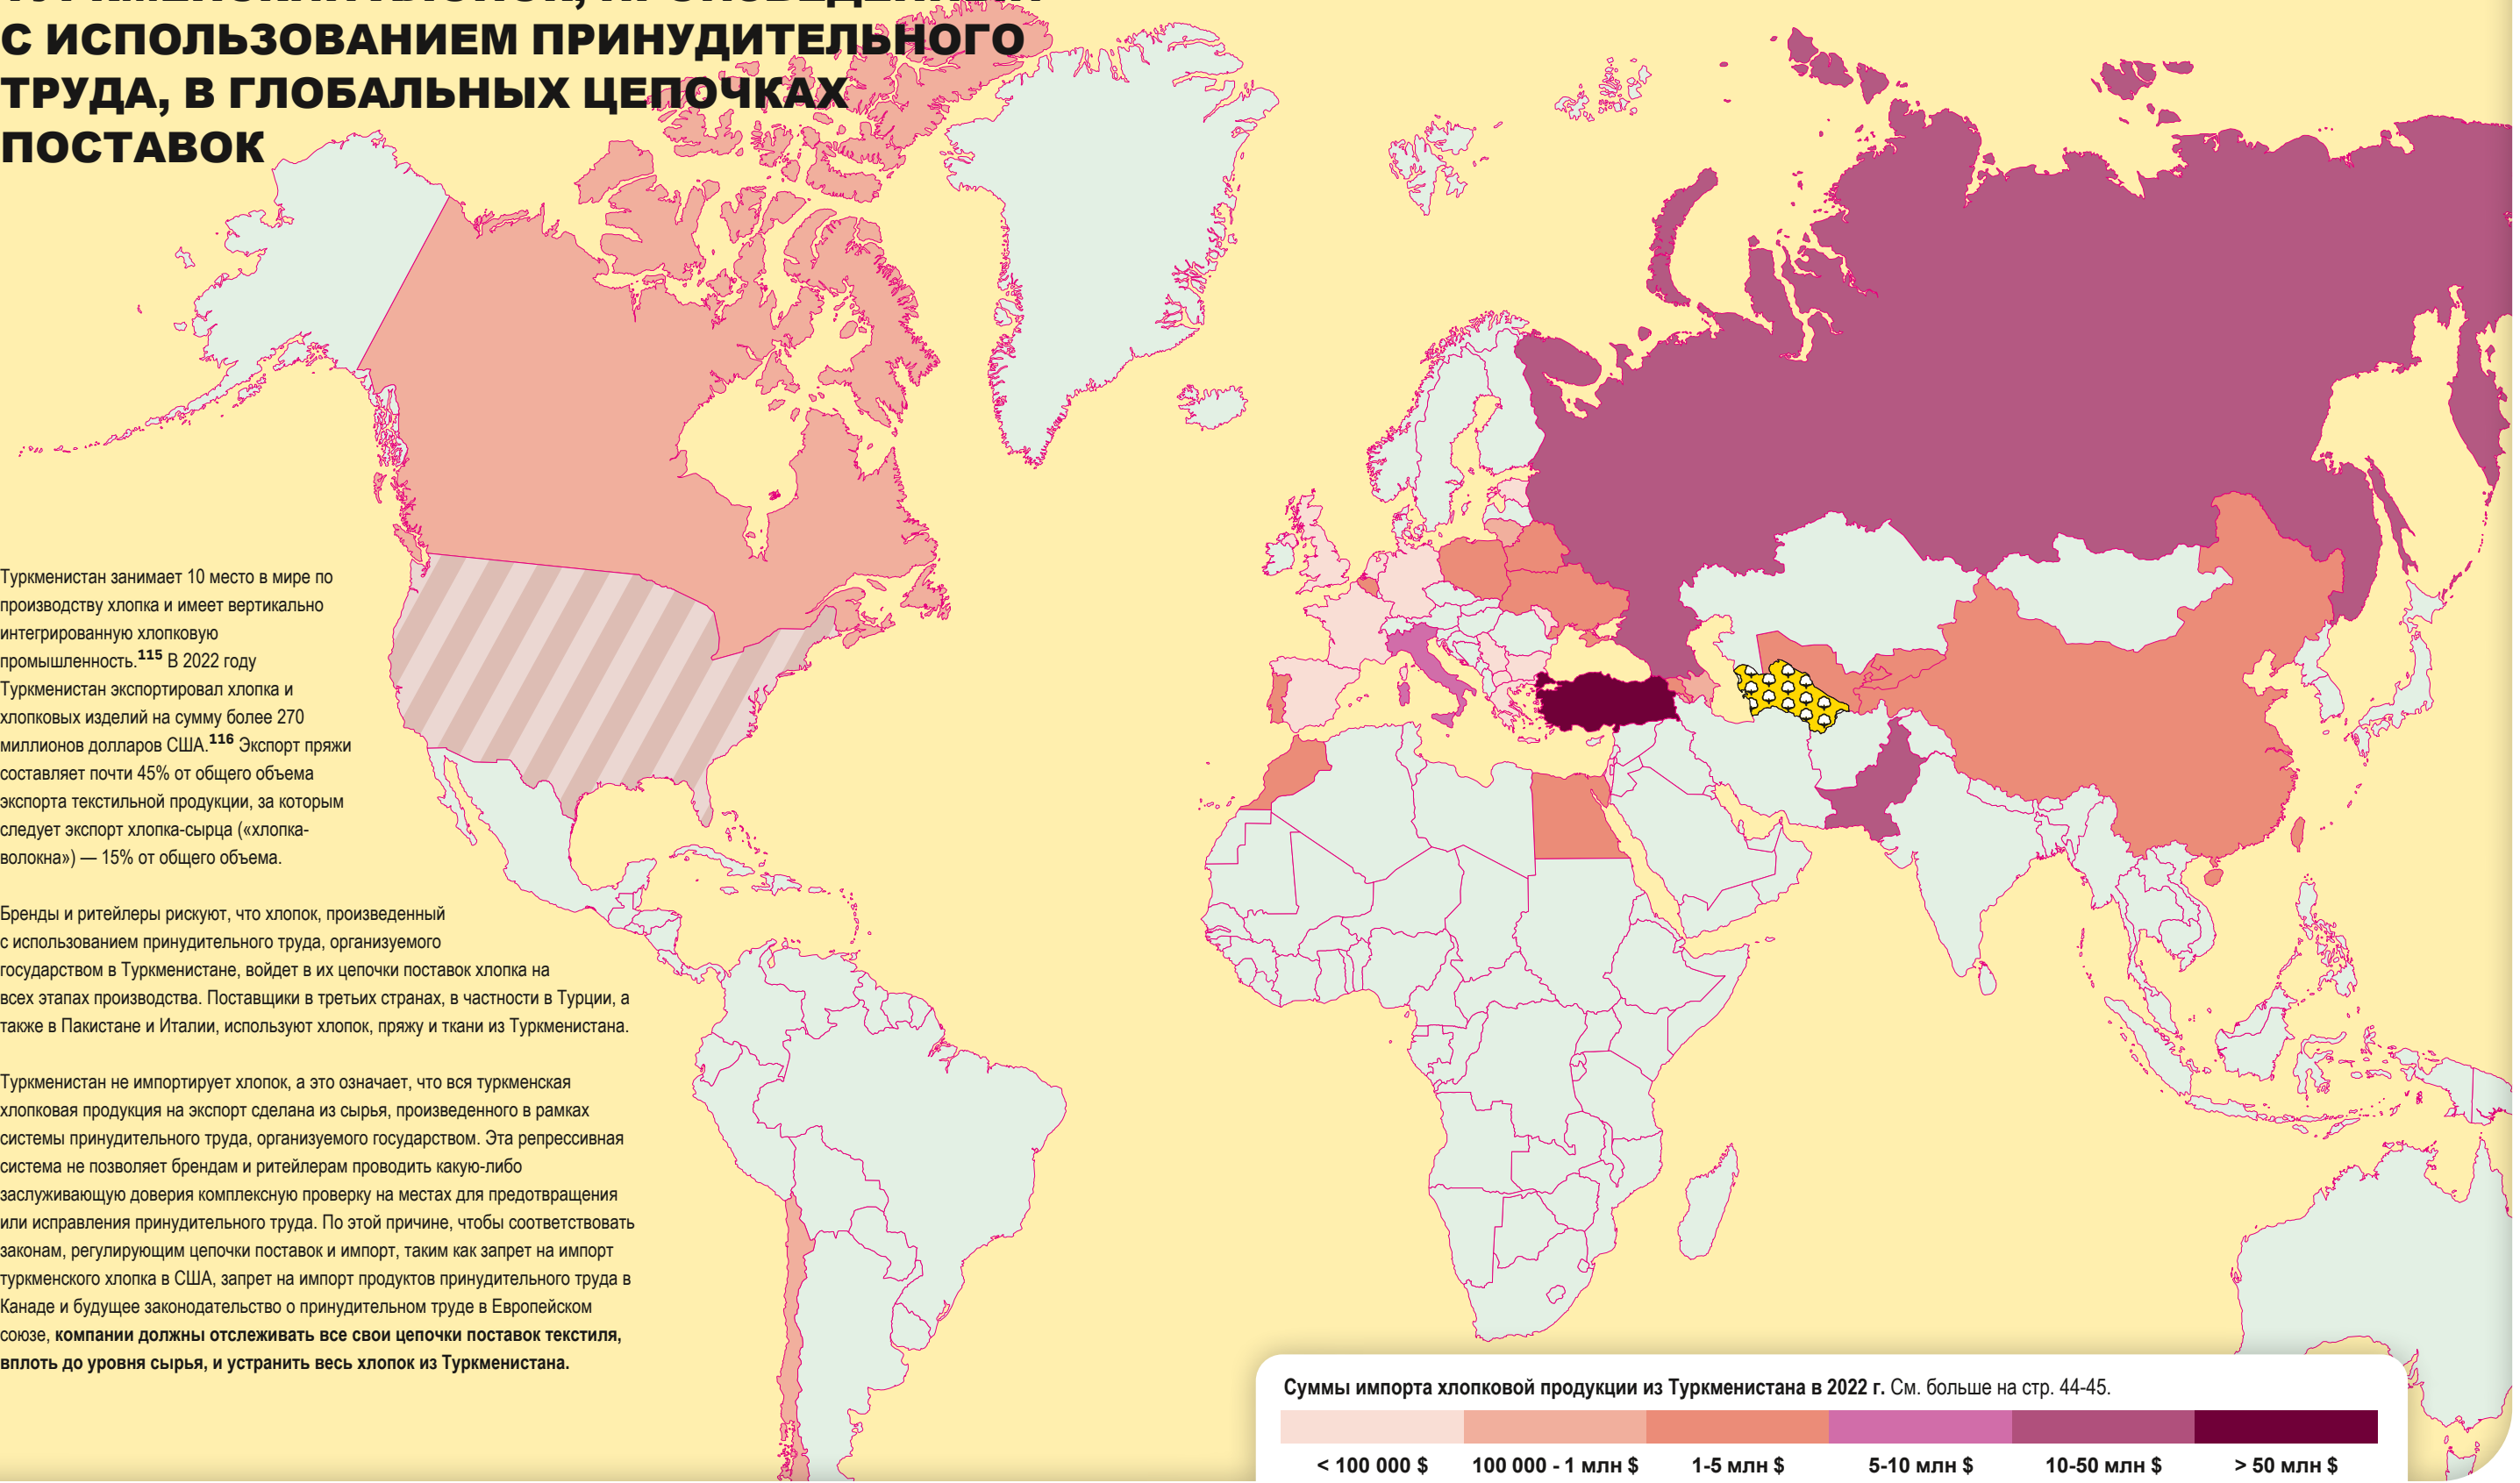 С ИСПОЛЬЗОВАНИЕМ ПРИНУДИТЕЛЬНОГО
ТРУДА, В ГЛОБАЛЬНЫХ ЦЕПОЧКАХ
ПОСТАВОК
Туркменистан занимает 10 место в мире по
производству хлопка и имеет вертикально
интегрированную хлопковую
промышленность.115 В 2022 году
Туркменистан экспортировал хлопка и
хлопковых изделий на сумму более 270
миллионов долларов США.116 Экспорт пряжи
составляет почти 45% от общего объема
экспорта текстильной продукции, за которым
следует экспорт хлопка-сырца («хлопка-
волокна») — 15% от общего объема.
Бренды и ритейлеры рискуют, что хлопок, произведенный
с использованием принудительного труда, организуемого
государством в Туркменистане, войдет в их цепочки поставок хлопка на
всех этапах производства. Поставщики в третьих странах, в частности в Турции, а
также в Пакистане и Италии, используют хлопок, пряжу и ткани из Туркменистана.
Туркменистан не импортирует хлопок, а это означает, что вся туркменская
хлопковая продукция на экспорт сделана из сырья, произведенного в рамках
системы принудительного труда, организуемого государством. Эта репрессивная
система не позволяет брендам и ритейлерам проводить какую-либо
заслуживающую доверия комплексную проверку на местах для предотвращения
или исправления принудительного труда. По этой причине, чтобы соответствовать
законам, регулирующим цепочки поставок и импорт, таким как запрет на импорт
туркменского хлопка в США, запрет на импорт продуктов принудительного труда в
Канаде и будущее законодательство о принудительном труде в Европейском
союзе, компании должны отслеживать все свои цепочки поставок текстиля,
вплоть до уровня сырья, и устранить весь хлопок из Туркменистана.
Суммы импорта хлопковой продукции из Туркменистана в 2022 г. См. больше на стр. 44-45.
< 100 000 $ 100 000 - 1 млн $ 1-5 млн $ 5-10 млн $ 10-50 млн $ > 50 млн $